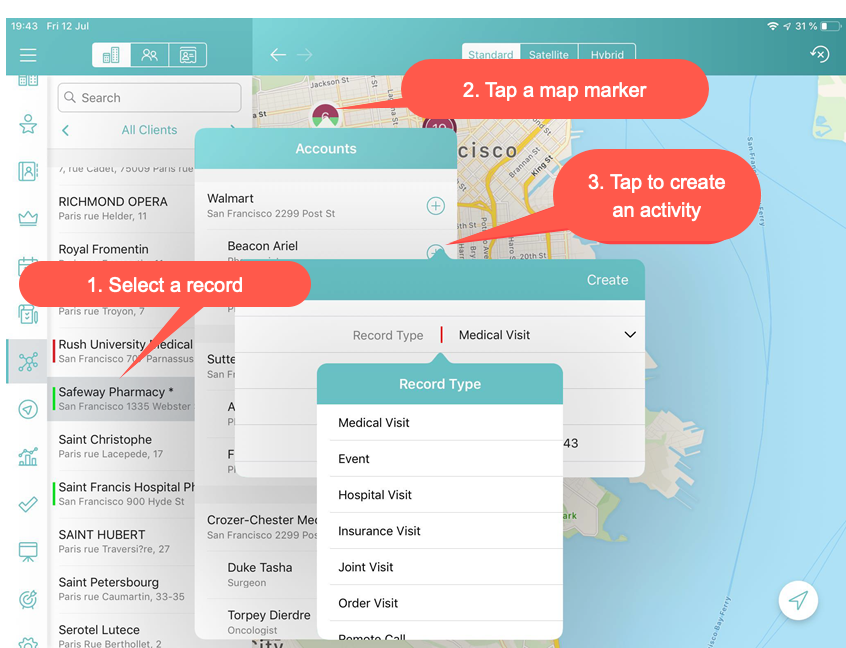 19:43 Fri 12 Jul
31 %
Standard Satellite Hybrid
Search
All Clients
7, rue Cadet, 75009 Paris rue
RICHMOND OPERA
Paris rue Helder, 11
Royal Fromentin
Paris rue Troyon, 7
Rush University Medical
San Francisco 70 Parnassus
Safeway Pharmacy *
San Francisco 1335 Webster
Saint Christophe
Paris rue Lacepede, 17
Saint Francis Hospital Ph
San Francisco 900 Hyde St
SAINT HUBERT
Paris rue Traversi?re, 27
Saint Petersbourg
Paris rue Caumartin, 33-35
Serotel Lutece
Paris Rue Berthollet, 2
1. Select a record
2. Tap a map marker
3. Tap to create
an activity
Accounts
Walmart
San Francisco 2299 Post St
Beacon Ariel
Sutte
San Fr
Crozer-Chester Med
San Francisco 2299 Pos
Duke Tasha
Surgeon
Torpey Dierdre
Oncologist
Create
Record Type
Medical Visit
43
Record Type
Medical Visit
Event
Hospital Visit
Insurance Visit
Joint Visit
Order Visit
Remote Call
Jackson St
6
10
cisco
Brannan St
King St
20th St
ark
ity